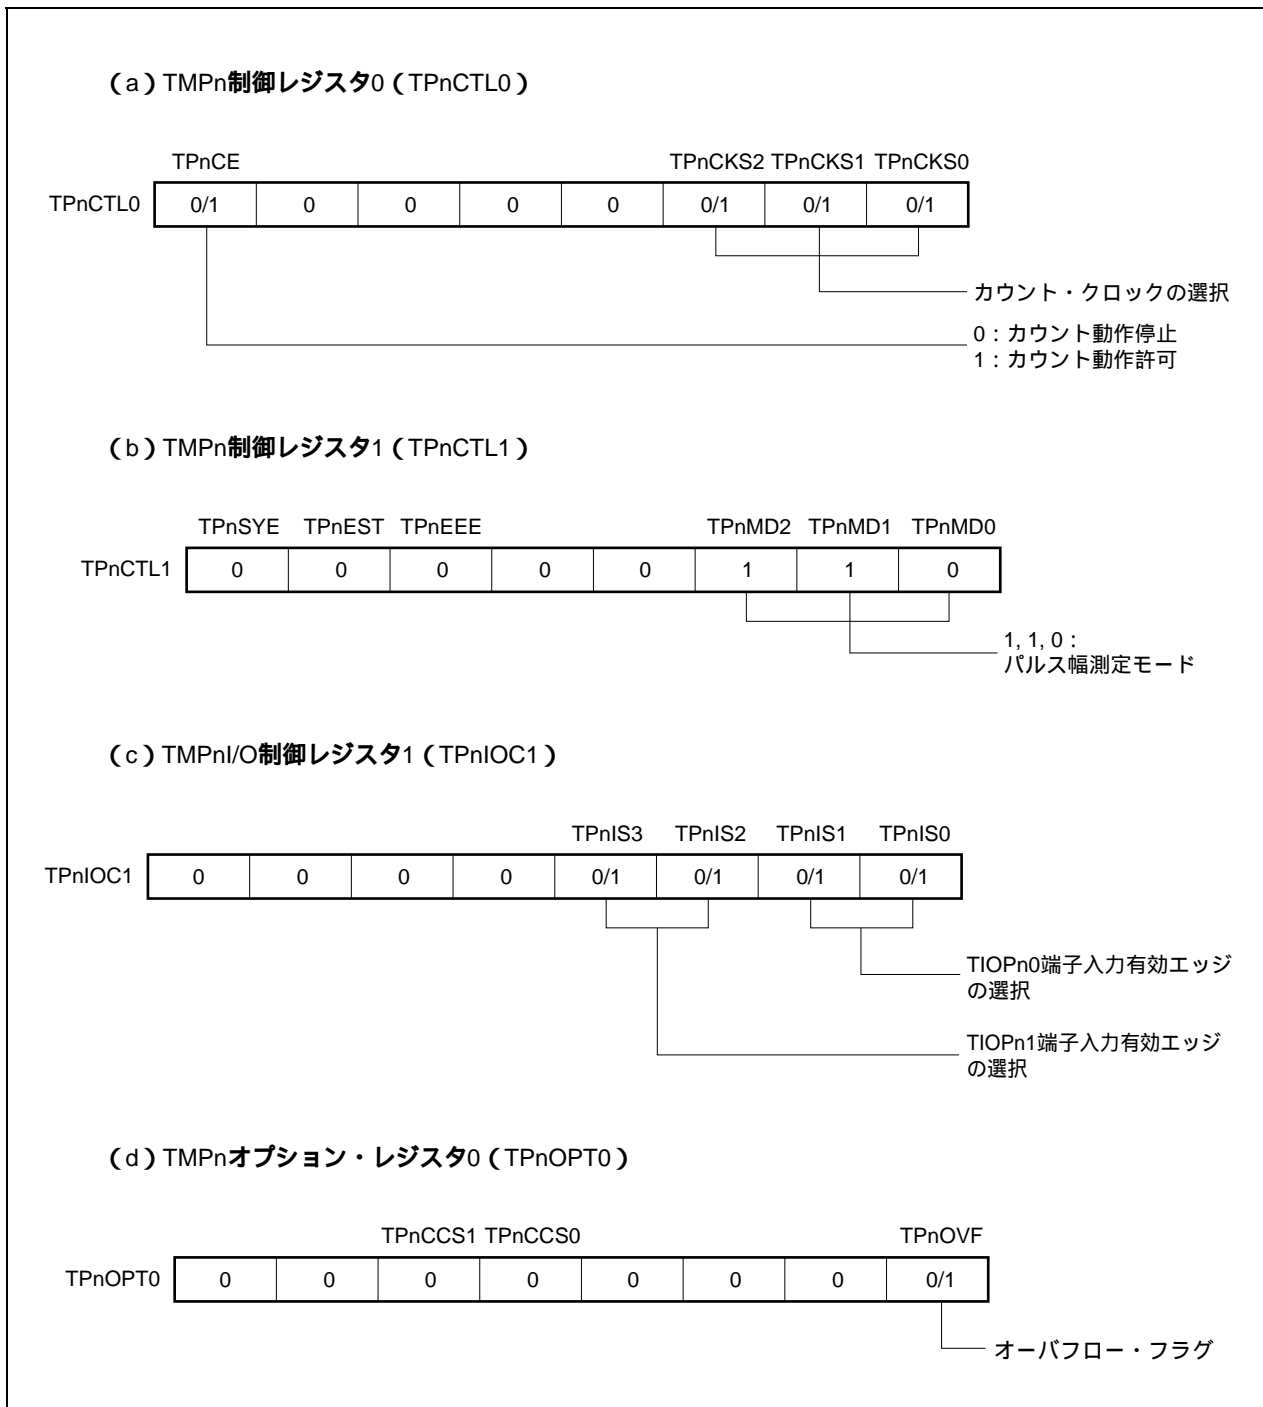 （a）TMPn制御レジスタ0（TPnCTL0）
TPnCE TPnCKS2 TPnCKS1 TPnCKS0
TPnCTL0 0/1 0 0 0 0 0/1 0/1 0/1
カウント・クロックの選択
0：カウント動作停止
1：カウント動作許可
（b）TMPn制御レジスタ1（TPnCTL1）
TPnSYE TPnEST TPnEEE TPnMD2 TPnMD1 TPnMD0
TPnCTL1 0 0 0 0 0 1 1 0
1, 1, 0：
パルス幅測定モード
（c）TMPnI/O制御レジスタ1（TPnIOC1）
TPnIS3 TPnIS2 TPnIS1 TPnIS0
TPnIOC1 0 0 0 0 0/1 0/1 0/1 0/1
TIOPn0端子入力有効エッジ
の選択
TIOPn1端子入力有効エッジ
の選択
（d）TMPnオプション・レジスタ0（TPnOPT0）
TPnCCS1 TPnCCS0 TPnOVF
TPnOPT0 0 0 0 0 0 0 0 0/1
オーバフロー・フラグ